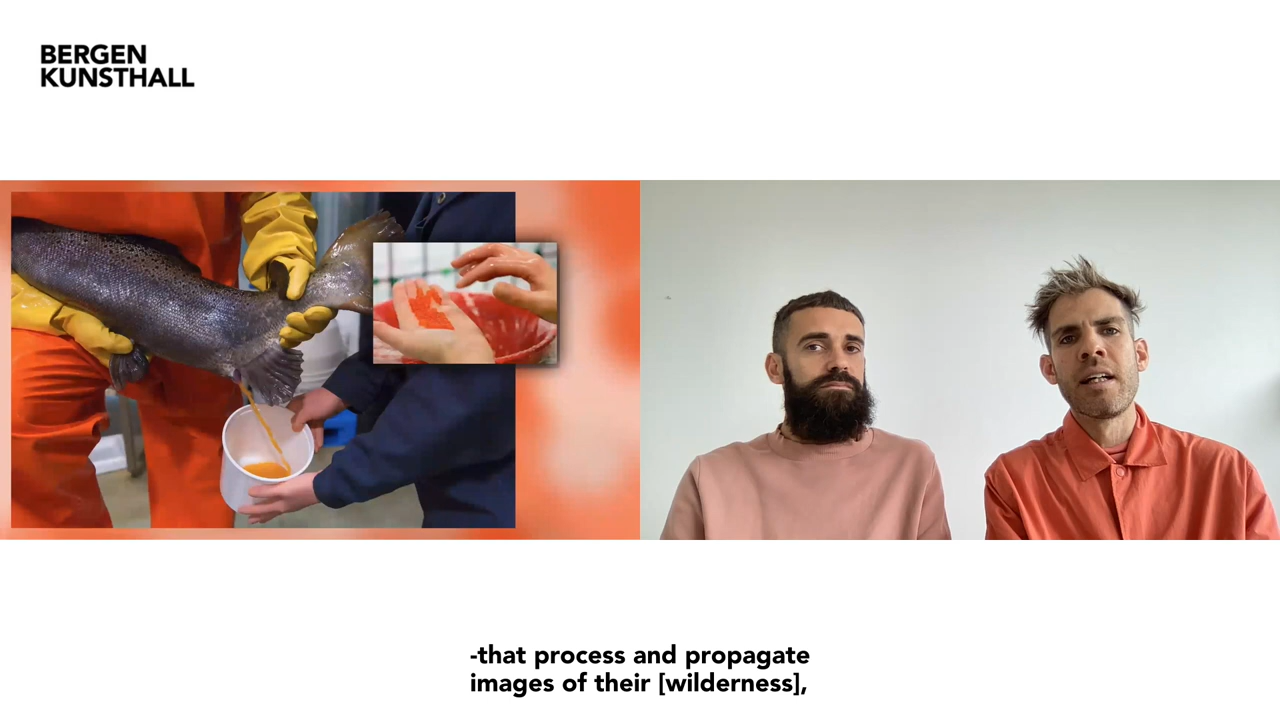 BERGEN
KUNSTHALL
-that process and propagate
images of their [wilderness],